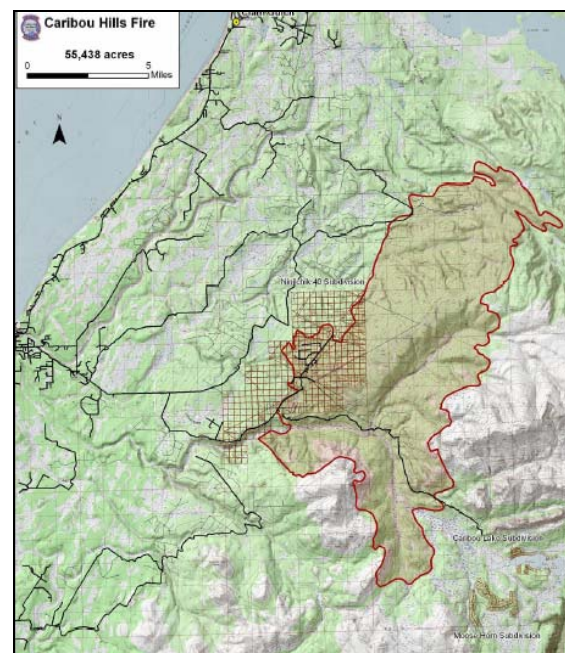 Caribou Hills Fire
55,438 acres
0 5
Miles
N
Ninilchik 40 Subdivision
Caribou Lake Subdivision
Moose Horn Subdivision